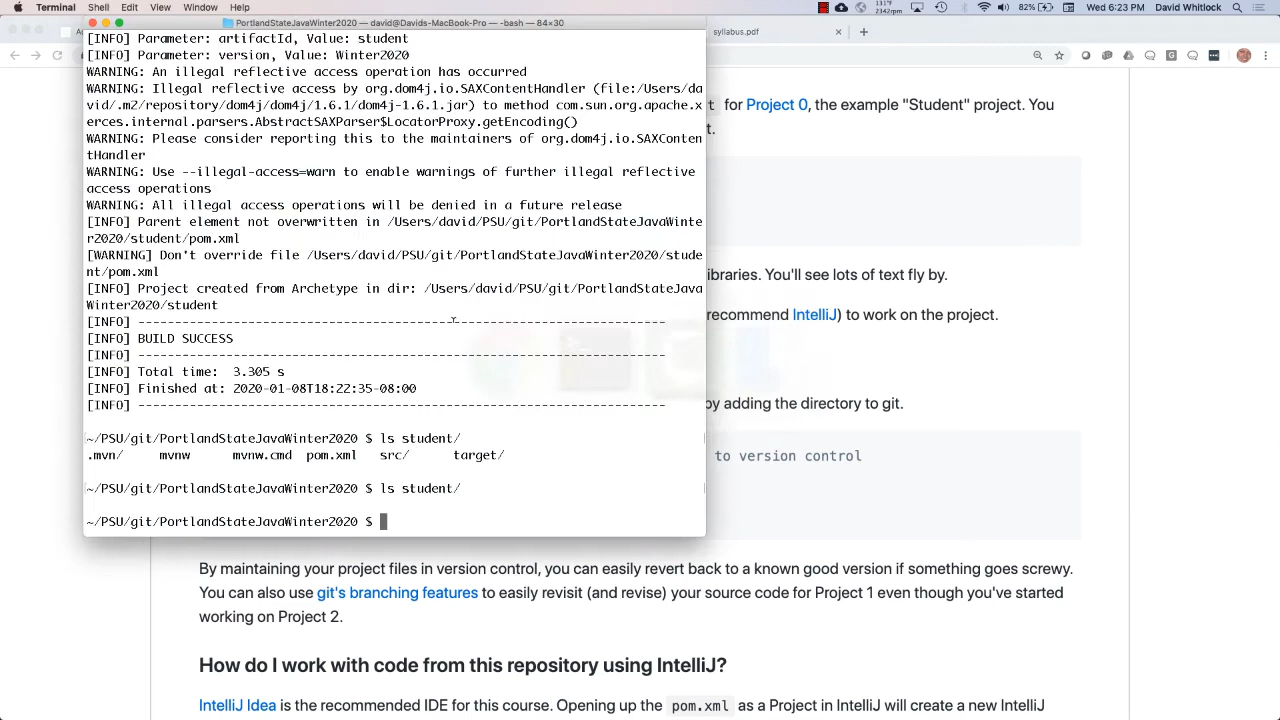 Terminal Shell Edit View Window Help
131°F
2342rpm
82% Wed 6:23 PM David Whitlock
PortlandStateJavaWinter2020 — david@Davids-MacBook-Pro — -bash — 84×30
syllabus.pdf
[INFO] Parameter: artifactId, Value: student
[INFO] Parameter: version, Value: Winter2020
WARNING: An illegal reflective access operation has occurred
WARNING: Illegal reflective access by org.dom4j.io.SAXContentHandler (file:/Users/da
vid/.m2/repository/dom4j/dom4j/1.6.1/dom4j-1.6.1.jar) to method com.sun.org.apache.x
erces.internal.parsers.AbstractSAXParser$LocatorProxy.getEncoding()
WARNING: Please consider reporting this to the maintainers of org.dom4j.io.SAXConten
tHandler
WARNING: Use --illegal-access=warn to enable warnings of further illegal reflective
access operations
WARNING: All illegal access operations will be denied in a future release
[INFO] Parent element not overwritten in /Users/david/PSU/git/PortlandStateJavaWinte
r2020/student/pom.xml
[WARNING] Don't override file /Users/david/PSU/git/PortlandStateJavaWinter2020/stude
nt/pom.xml
[INFO] Project created from Archetype in dir: /Users/david/PSU/git/PortlandStateJava
Winter2020/student
[INFO] ------------------------------------------------------------------------
[INFO] BUILD SUCCESS
[INFO] ------------------------------------------------------------------------
[INFO] Total time:  3.305 s
[INFO] Finished at: 2020-01-08T18:22:35-08:00
[INFO] ------------------------------------------------------------------------
~/PSU/git/PortlandStateJavaWinter2020 $ ls student/
.mvn/ mvnw mvnw.cmd pom.xml src/ target/
~/PSU/git/PortlandStateJavaWinter2020 $ ls student/
~/PSU/git/PortlandStateJavaWinter2020 $
t for Project 0, the example "Student" project. You
t.
ibraries. You'll see lots of text fly by.
recommend IntelliJ) to work on the project.
by adding the directory to git.
to version control
By maintaining your project files in version control, you can easily revert back to a known good version if something goes screwy.
You can also use git's branching features to easily revisit (and revise) your source code for Project 1 even though you've started
working on Project 2.
How do I work with code from this repository using IntelliJ?
IntelliJ Idea is the recommended IDE for this course. Opening up the pom.xml as a Project in IntelliJ will create a new IntelliJ